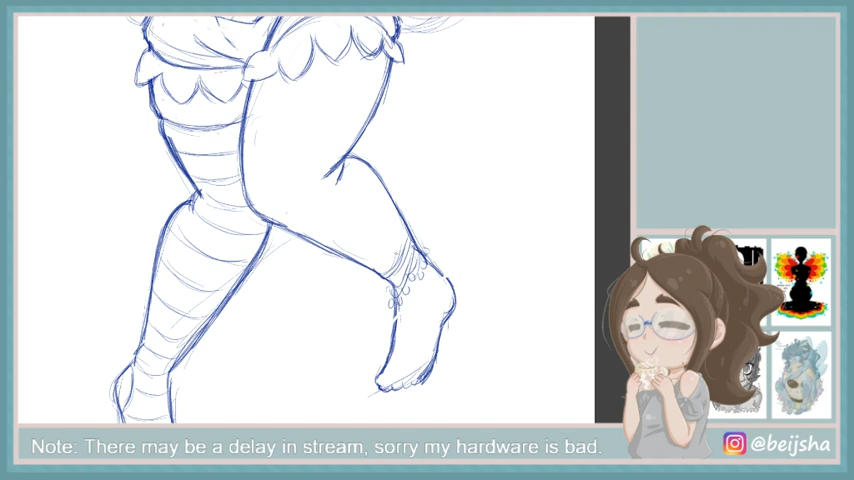 Note: There may be a delay in stream, sorry my hardware is bad.
@beijsha